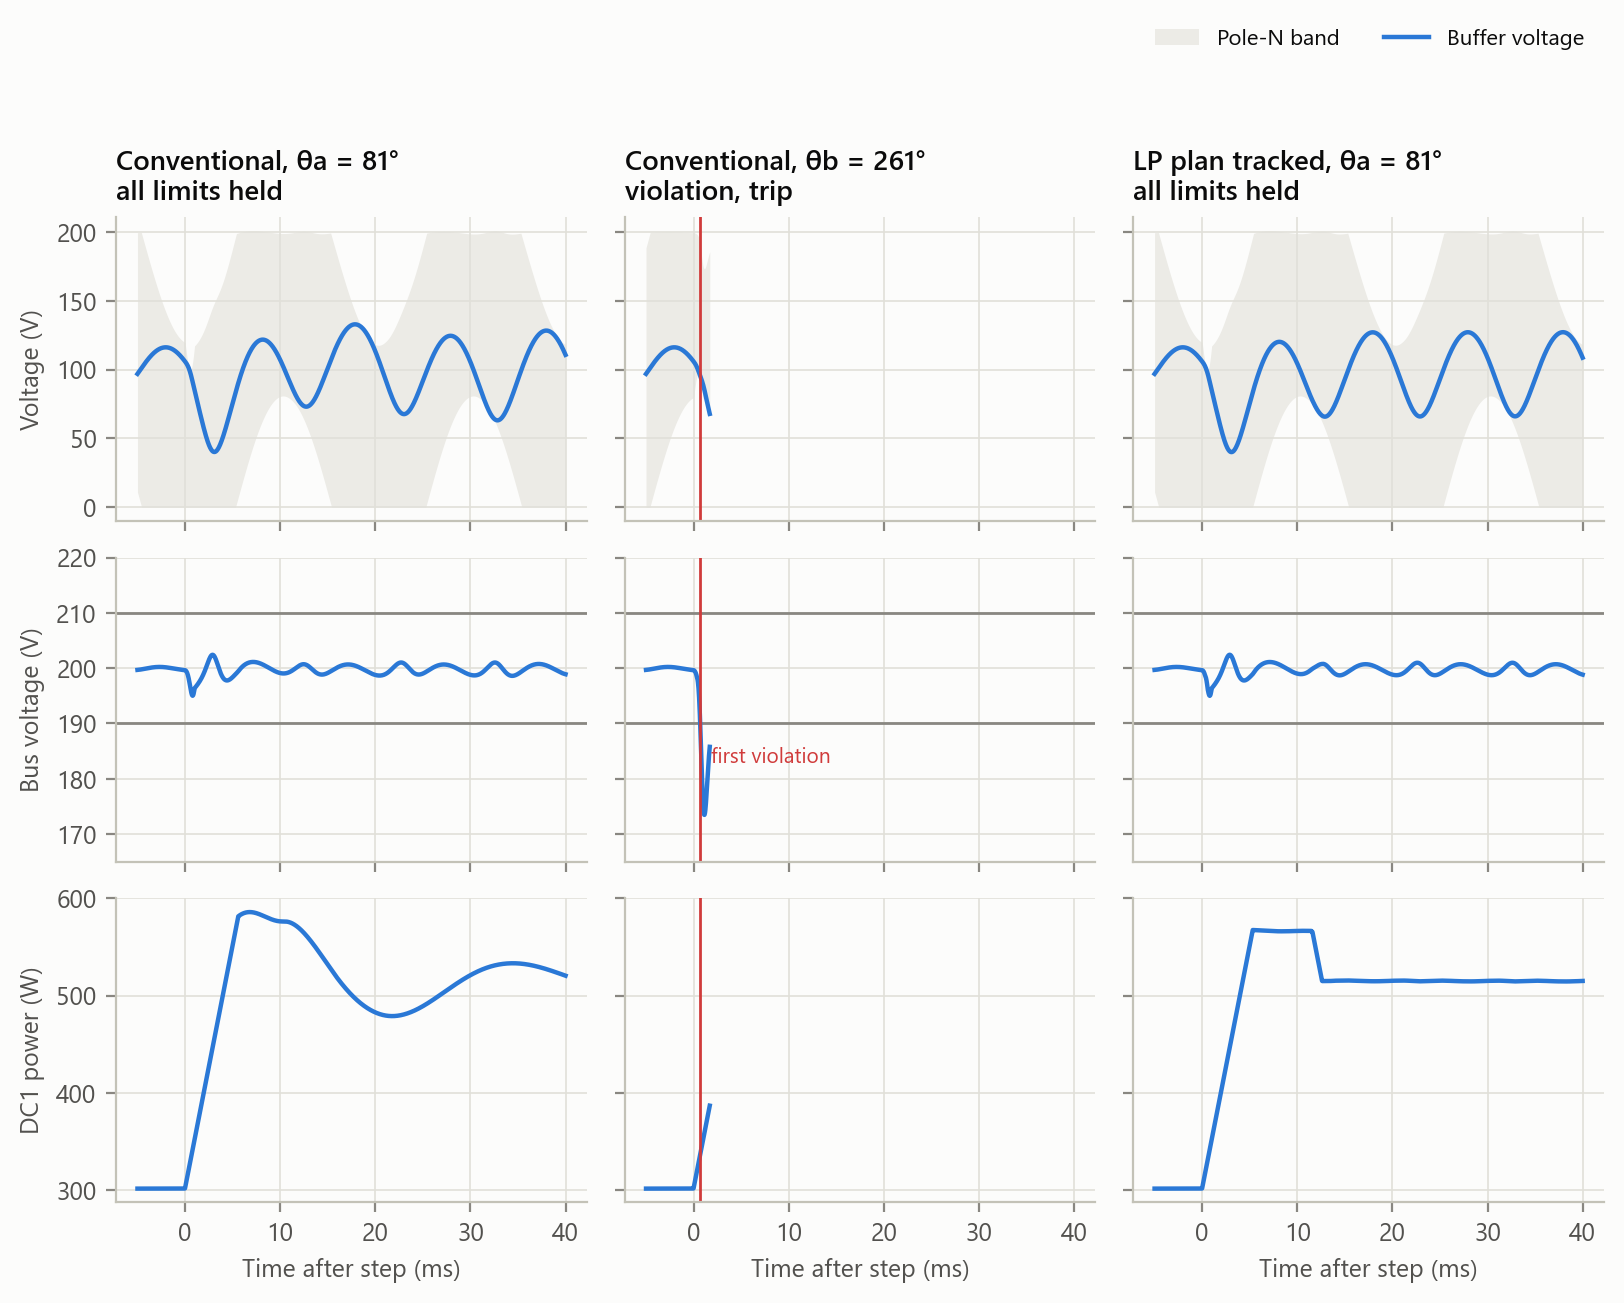 Pole-N band
Buffer voltage
Conventional, θa = 81°
all limits held
Conventional, θb = 261°
violation, trip
LP plan tracked, θa = 81°
all limits held
Voltage (V)
200
150
100
50
0
Bus voltage (V)
220
210
200
190
180
170
first violation
DC1 power (W)
600
500
400
300
0 10 20 30 40
0 10 20 30 40
0 10 20 30 40
Time after step (ms)
Time after step (ms)
Time after step (ms)